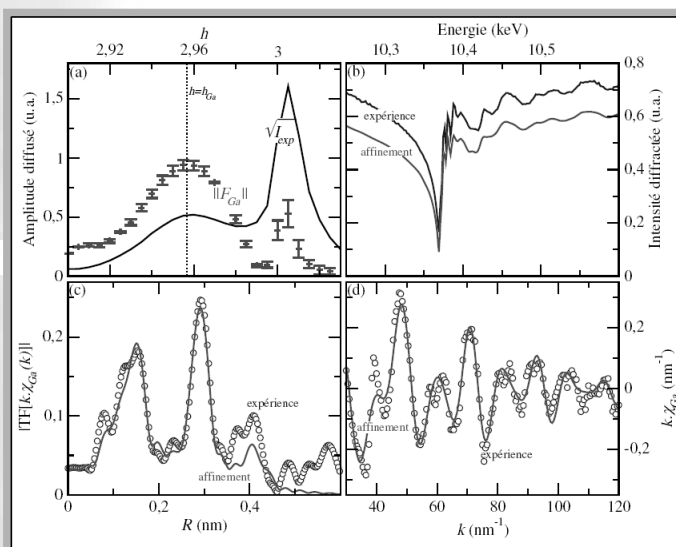 h
Energie (keV)
2,92
2,96
3
10,3
10,4
10,5
(a)
h=h_Ga
√I_exp
||F_Ga||
Amplitude diffusé (u.a.)
1,5
1
0,5
0
(b)
expérience
affinement
0,8
0,6
0,4
0,2
0
Intensité diffractée (u.a.)
(c)
|TF[k.χ_Ga(k)]|
0,2
0,1
0
expérience
affinement
0
0,2
0,4
R (nm)
(d)
affinement
expérience
0,2
0
-0,2
k.χ_Ga (nm⁻¹)
40
60
80
100
120
k (nm⁻¹)